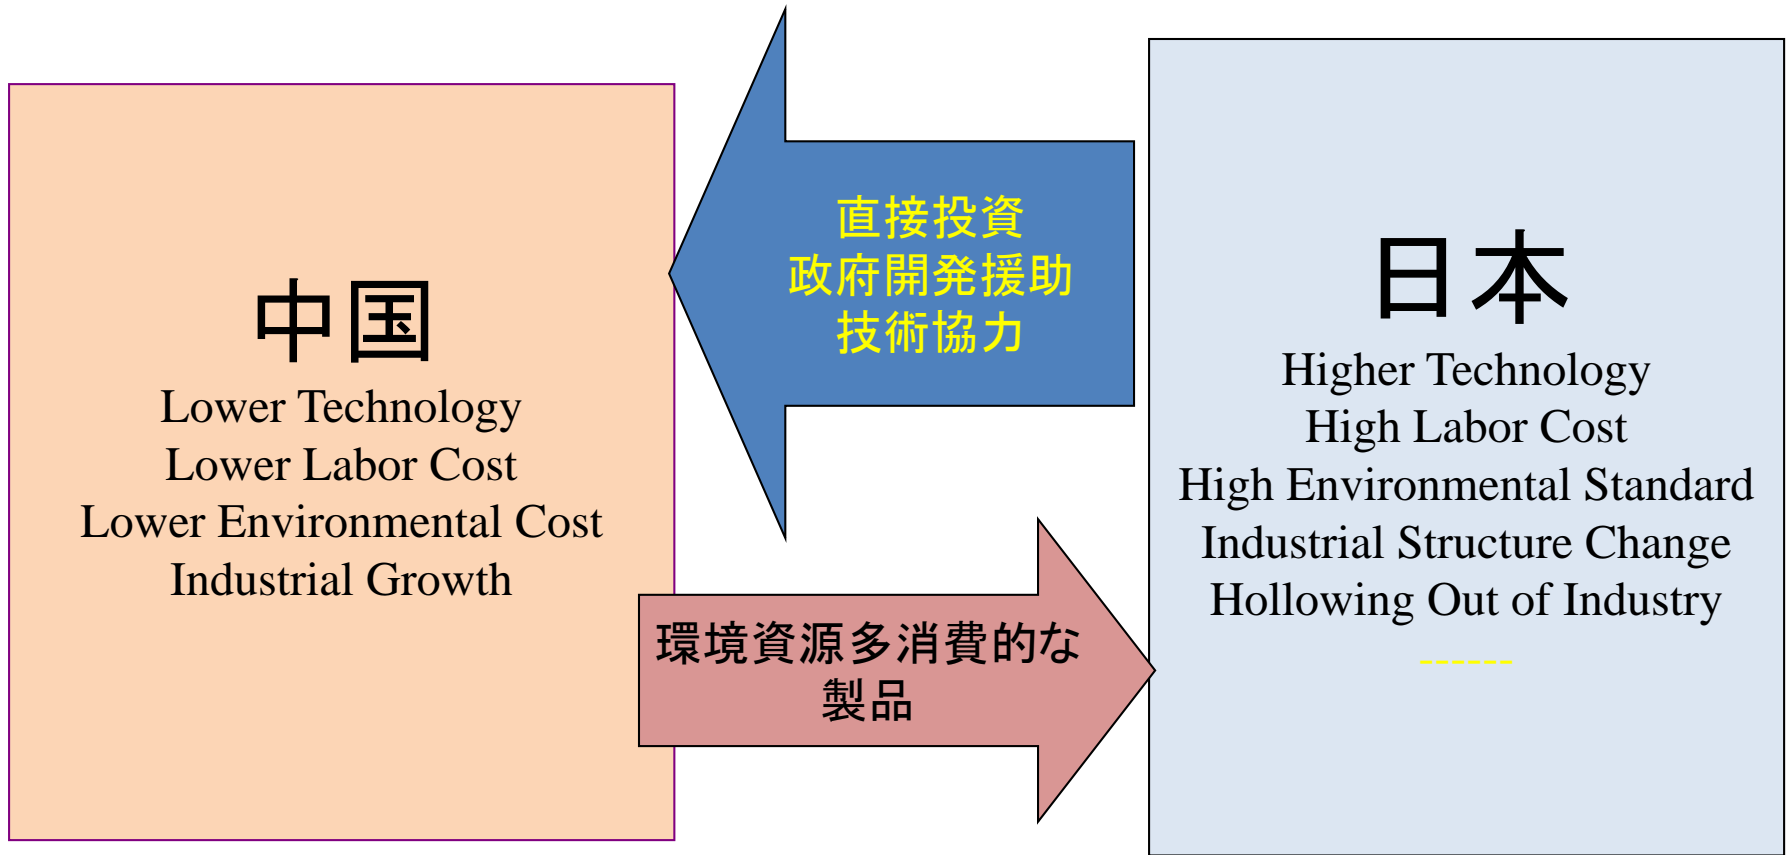 中国
Lower Technology
Lower Labor Cost
Lower Environmental Cost
Industrial Growth
直接投資
政府開発援助
技術協力
環境資源多消費的な
製品
日本
Higher Technology
High Labor Cost
High Environmental Standard
Industrial Structure Change
Hollowing Out of Industry
------